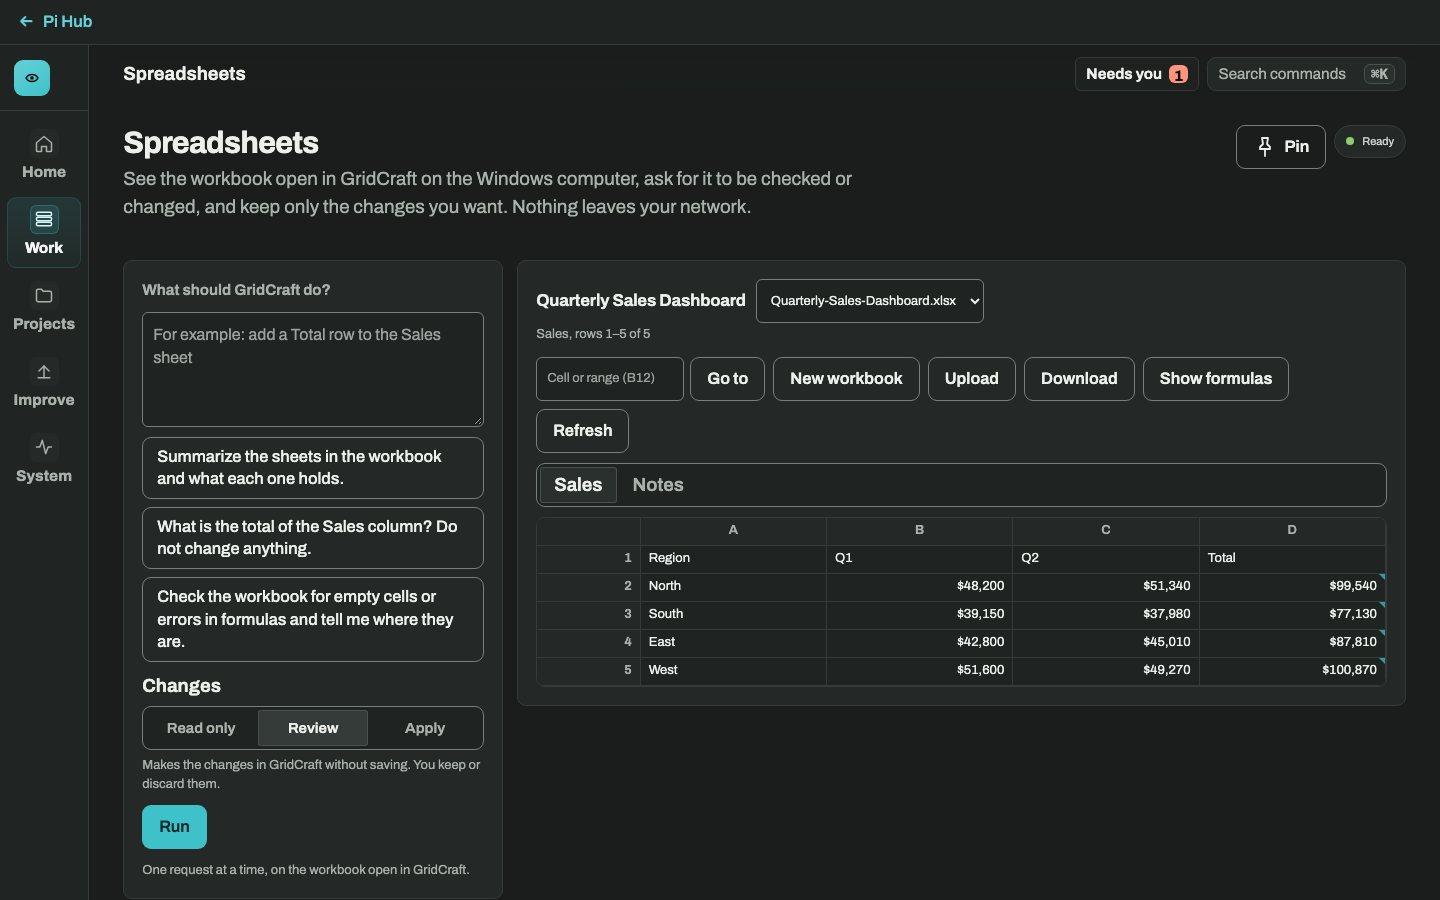 Pi Hub
Spreadsheets
Needs you 1
Search commands ⌘K
Home
Work
Projects
Improve
System
Spreadsheets
See the workbook open in GridCraft on the Windows computer, ask for it to be checked or
changed, and keep only the changes you want. Nothing leaves your network.
Pin
Ready
What should GridCraft do?
For example: add a Total row to the Sales
sheet
Summarize the sheets in the workbook
and what each one holds.
What is the total of the Sales column? Do
not change anything.
Check the workbook for empty cells or
errors in formulas and tell me where they
are.
Changes
Read only Review Apply
Makes the changes in GridCraft without saving. You keep or
discard them.
Run
One request at a time, on the workbook open in GridCraft.
Quarterly Sales Dashboard Quarterly-Sales-Dashboard.xlsx
Sales, rows 1–5 of 5
Cell or range (B12) Go to New workbook Upload Download Show formulas
Refresh
Sales Notes
A B C D
1 Region Q1 Q2 Total
2 North $48,200 $51,340 $99,540
3 South $39,150 $37,980 $77,130
4 East $42,800 $45,010 $87,810
5 West $51,600 $49,270 $100,870